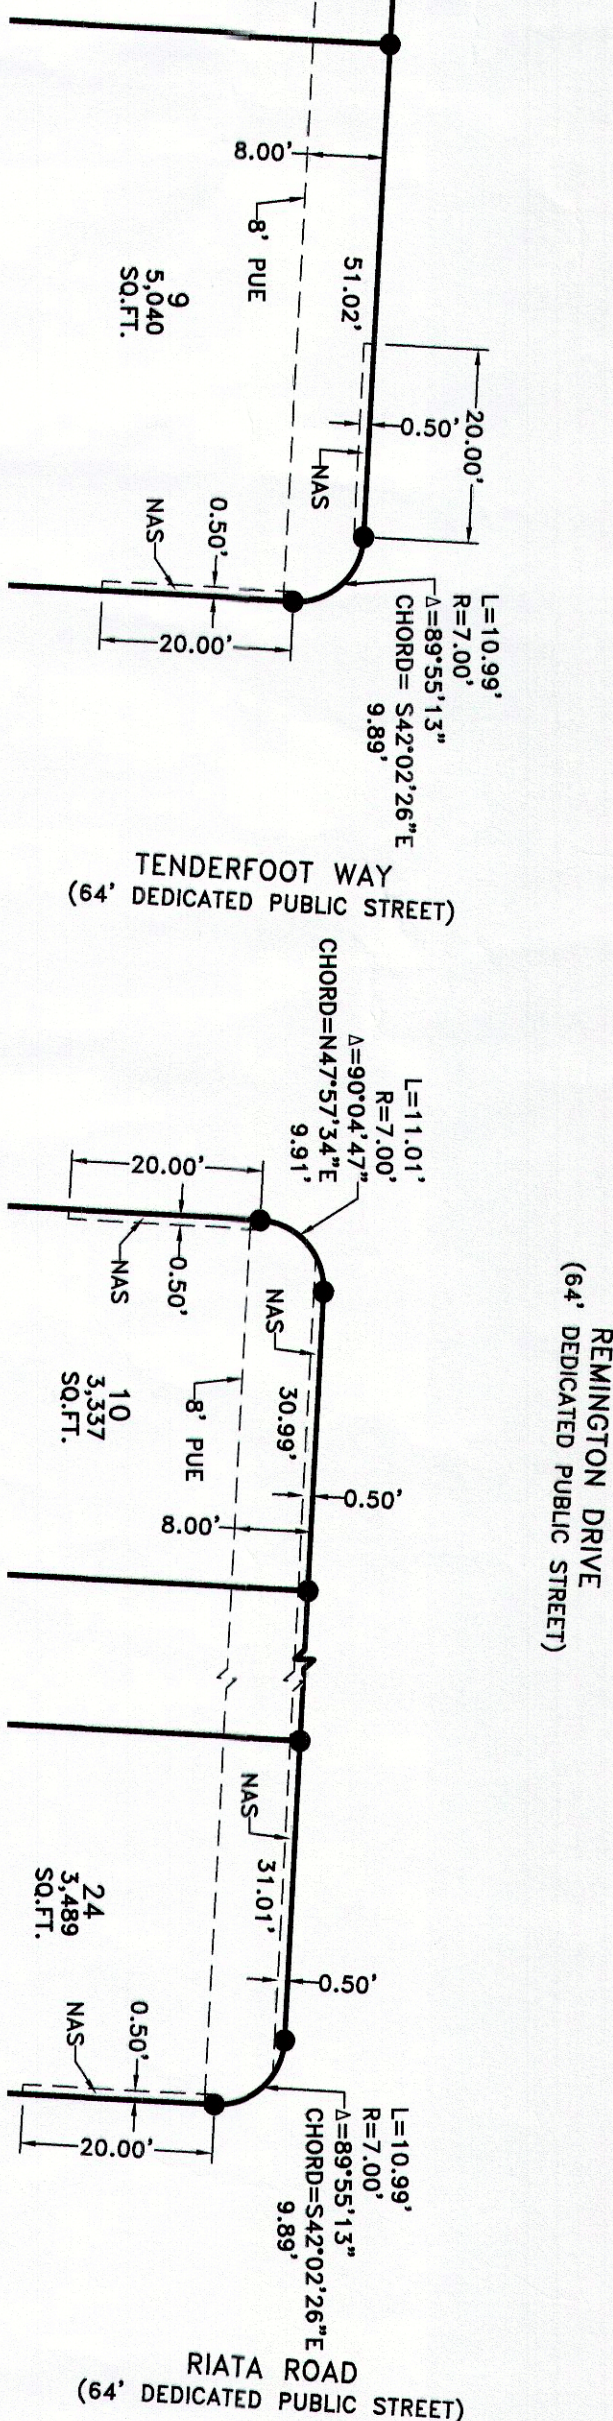 8.00'
8' PUE
51.02'
9
5,040
SQ.FT.
20.00'
0.50'
NAS
0.50'
NAS
20.00'
L=10.99'
R=7.00'
Δ=89°55'13"
CHORD= S42°02'26"E
9.89'
TENDERFOOT WAY
(64' DEDICATED PUBLIC STREET)
L=11.01'
R=7.00'
Δ=90°04'47"
CHORD=N47°57'34"E
9.91'
20.00'
0.50'
NAS
NAS
REMINGTON DRIVE
(64' DEDICATED PUBLIC STREET)
10
3,337
SQ.FT.
8' PUE
30.99'
0.50'
8.00'
NAS
31.01'
24
3,489
SQ.FT.
0.50'
0.50'
NAS
20.00'
L=10.99'
R=7.00'
Δ=89°55'13"
CHORD=S42°02'26"E
9.89'
RIATA ROAD
(64' DEDICATED PUBLIC STREET)